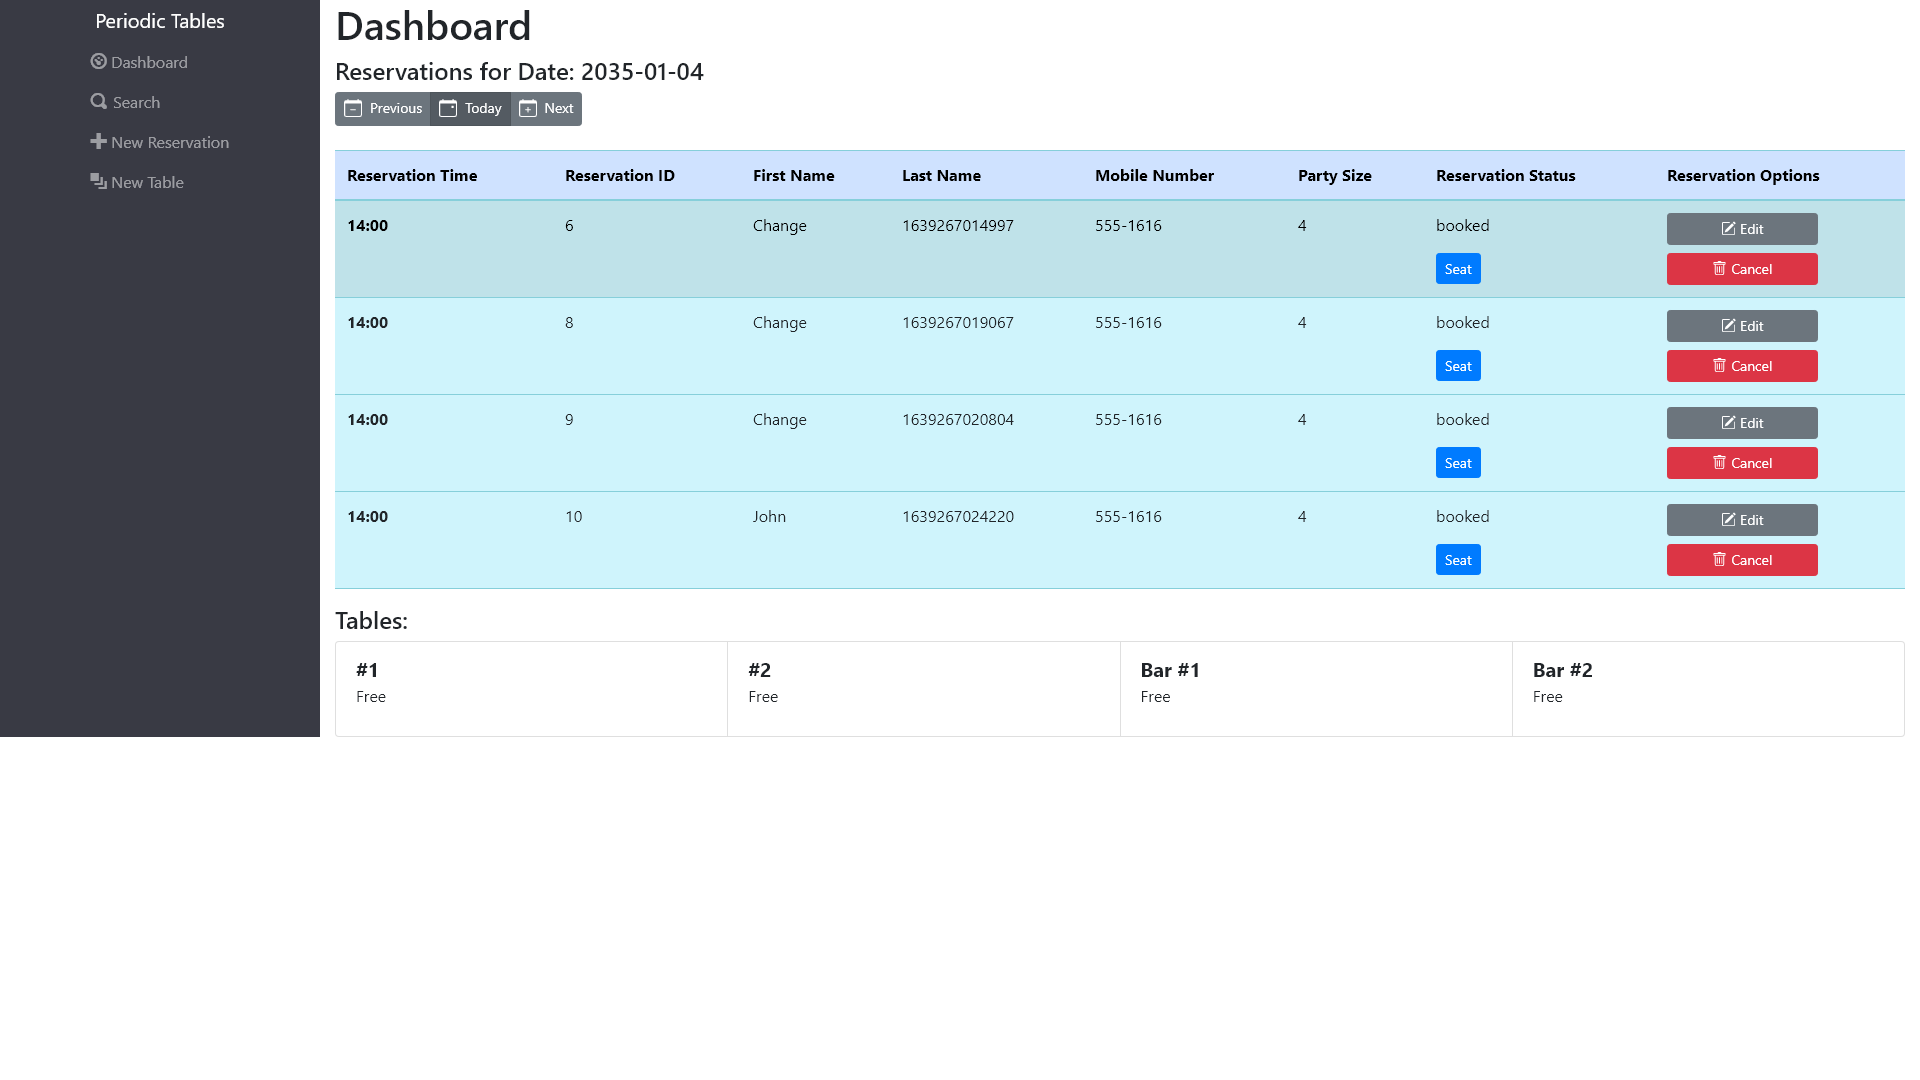 Periodic Tables
Dashboard
Search
New Reservation
New Table
Dashboard
Reservations for Date: 2035-01-04
Previous Today Next
Reservation Time Reservation ID First Name Last Name Mobile Number Party Size Reservation Status Reservation Options
14:00 6 Change 1639267014997 555-1616 4 booked Edit
Seat Cancel
14:00 8 Change 1639267019067 555-1616 4 booked Edit
Seat Cancel
14:00 9 Change 1639267020804 555-1616 4 booked Edit
Seat Cancel
14:00 10 John 1639267024220 555-1616 4 booked Edit
Seat Cancel
Tables:
#1 #2 Bar #1 Bar #2
Free Free Free Free